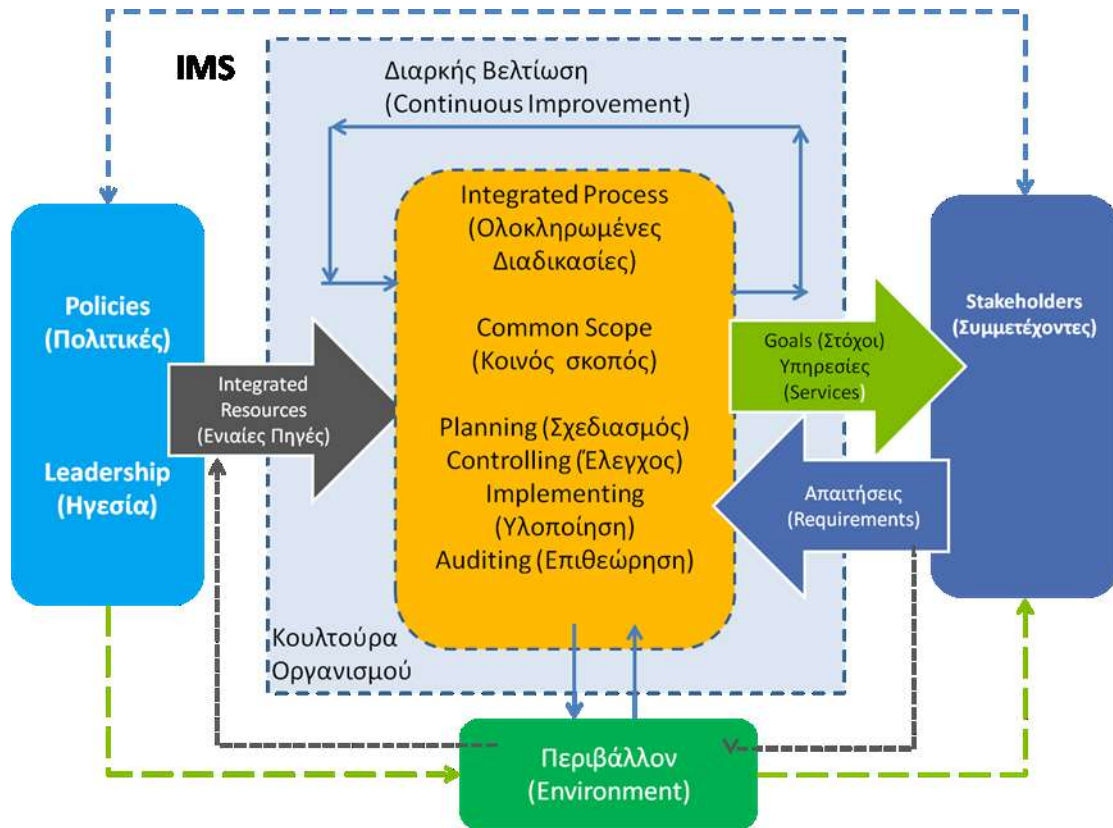 IMS
Διαρκής Βελτίωση
(Continuous Improvement)
Integrated Process
(Ολοκληρωμένες
Διαδικασίες)
Common Scope
(Κοινός σκοπός)
Planning (Σχεδιασμός)
Controlling (Έλεγχος)
Implementing
(Υλοποίηση)
Auditing (Επιθεώρηση)
Policies
(Πολιτικές)
Leadership
(Ηγεσία)
Integrated
Resources
(Ενιαίες Πηγές)
Goals (Στόχοι)
Υπηρεσίες
(Services)
Απαιτήσεις
(Requirements)
Stakeholders
(Συμμετέχοντες)
Κουλτούρα
Οργανισμού
Περιβάλλον
(Environment)